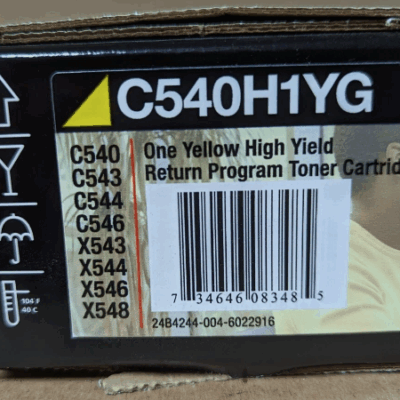 C540H1YG
C540
C543
C544
C546
X543
X544
X546
X548
One Yellow High Yield
Return Program Toner Cartrid
7 34646 08348 5
24B4244-004-6022916
104 F
40 C